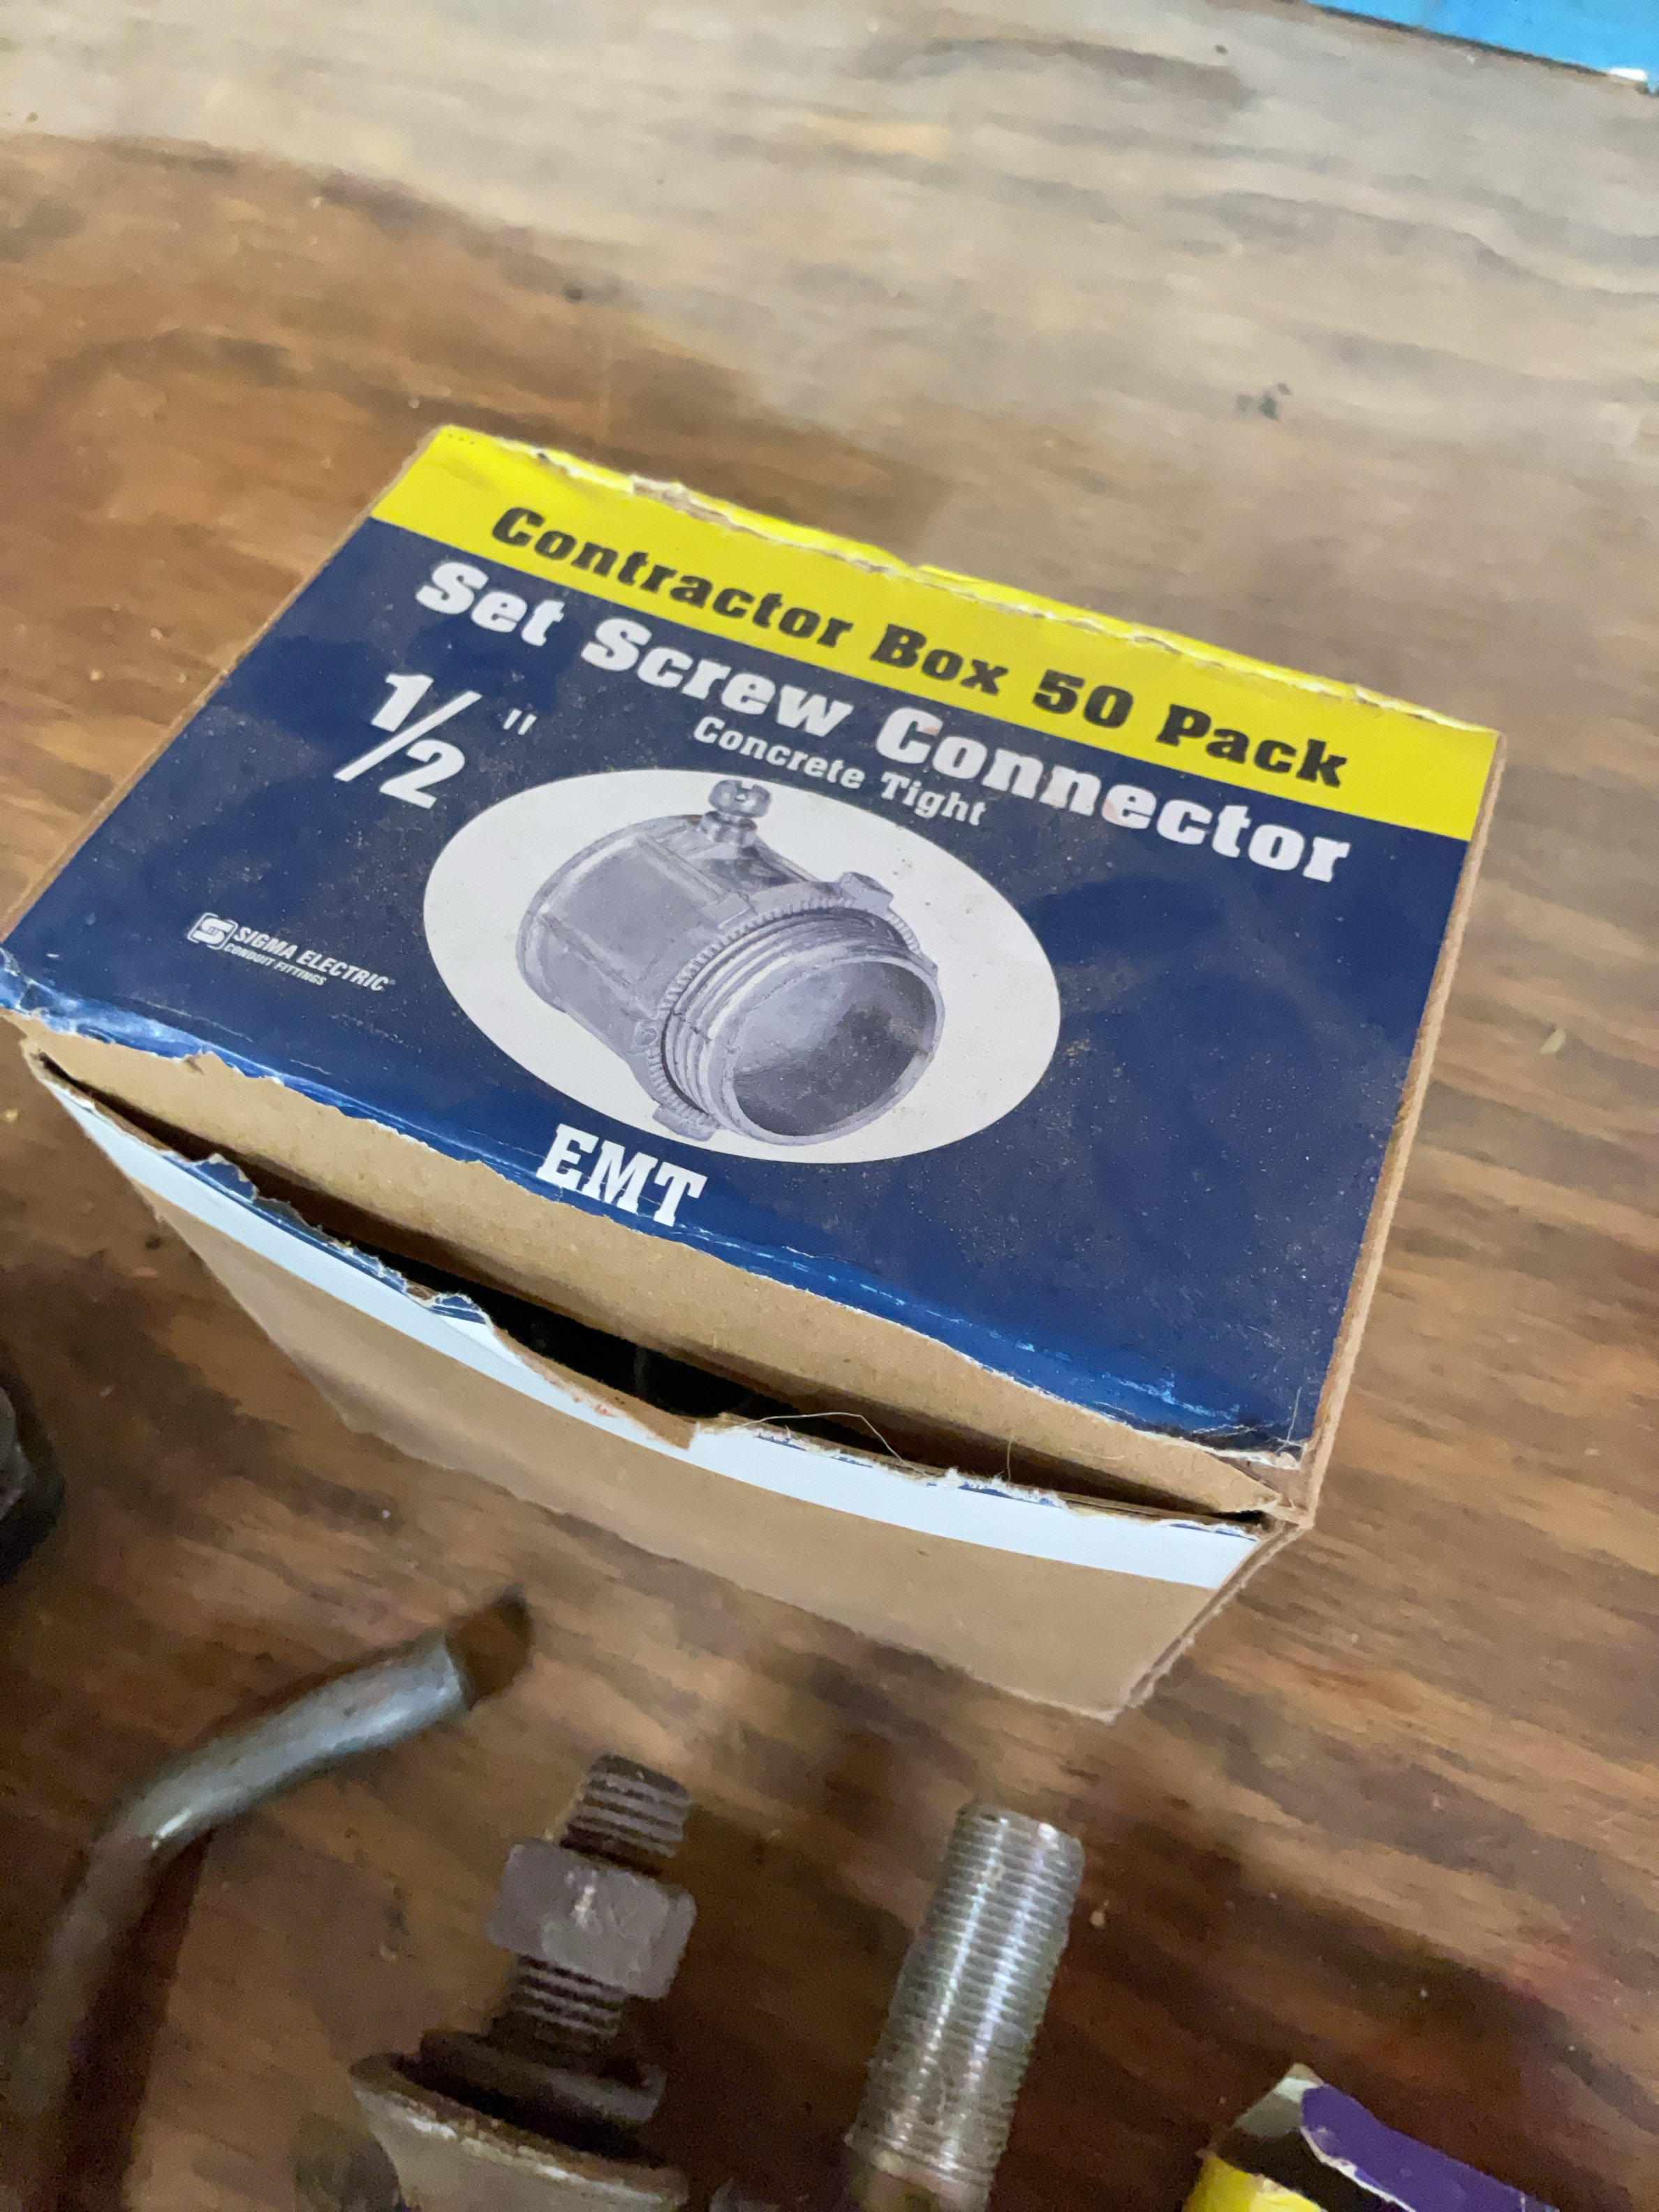 Contractor Box 50 Pack
Set Screw Connector
Concrete Tight
1/2"
SIGMA ELECTRIC®
CONDUIT FITTINGS
EMT